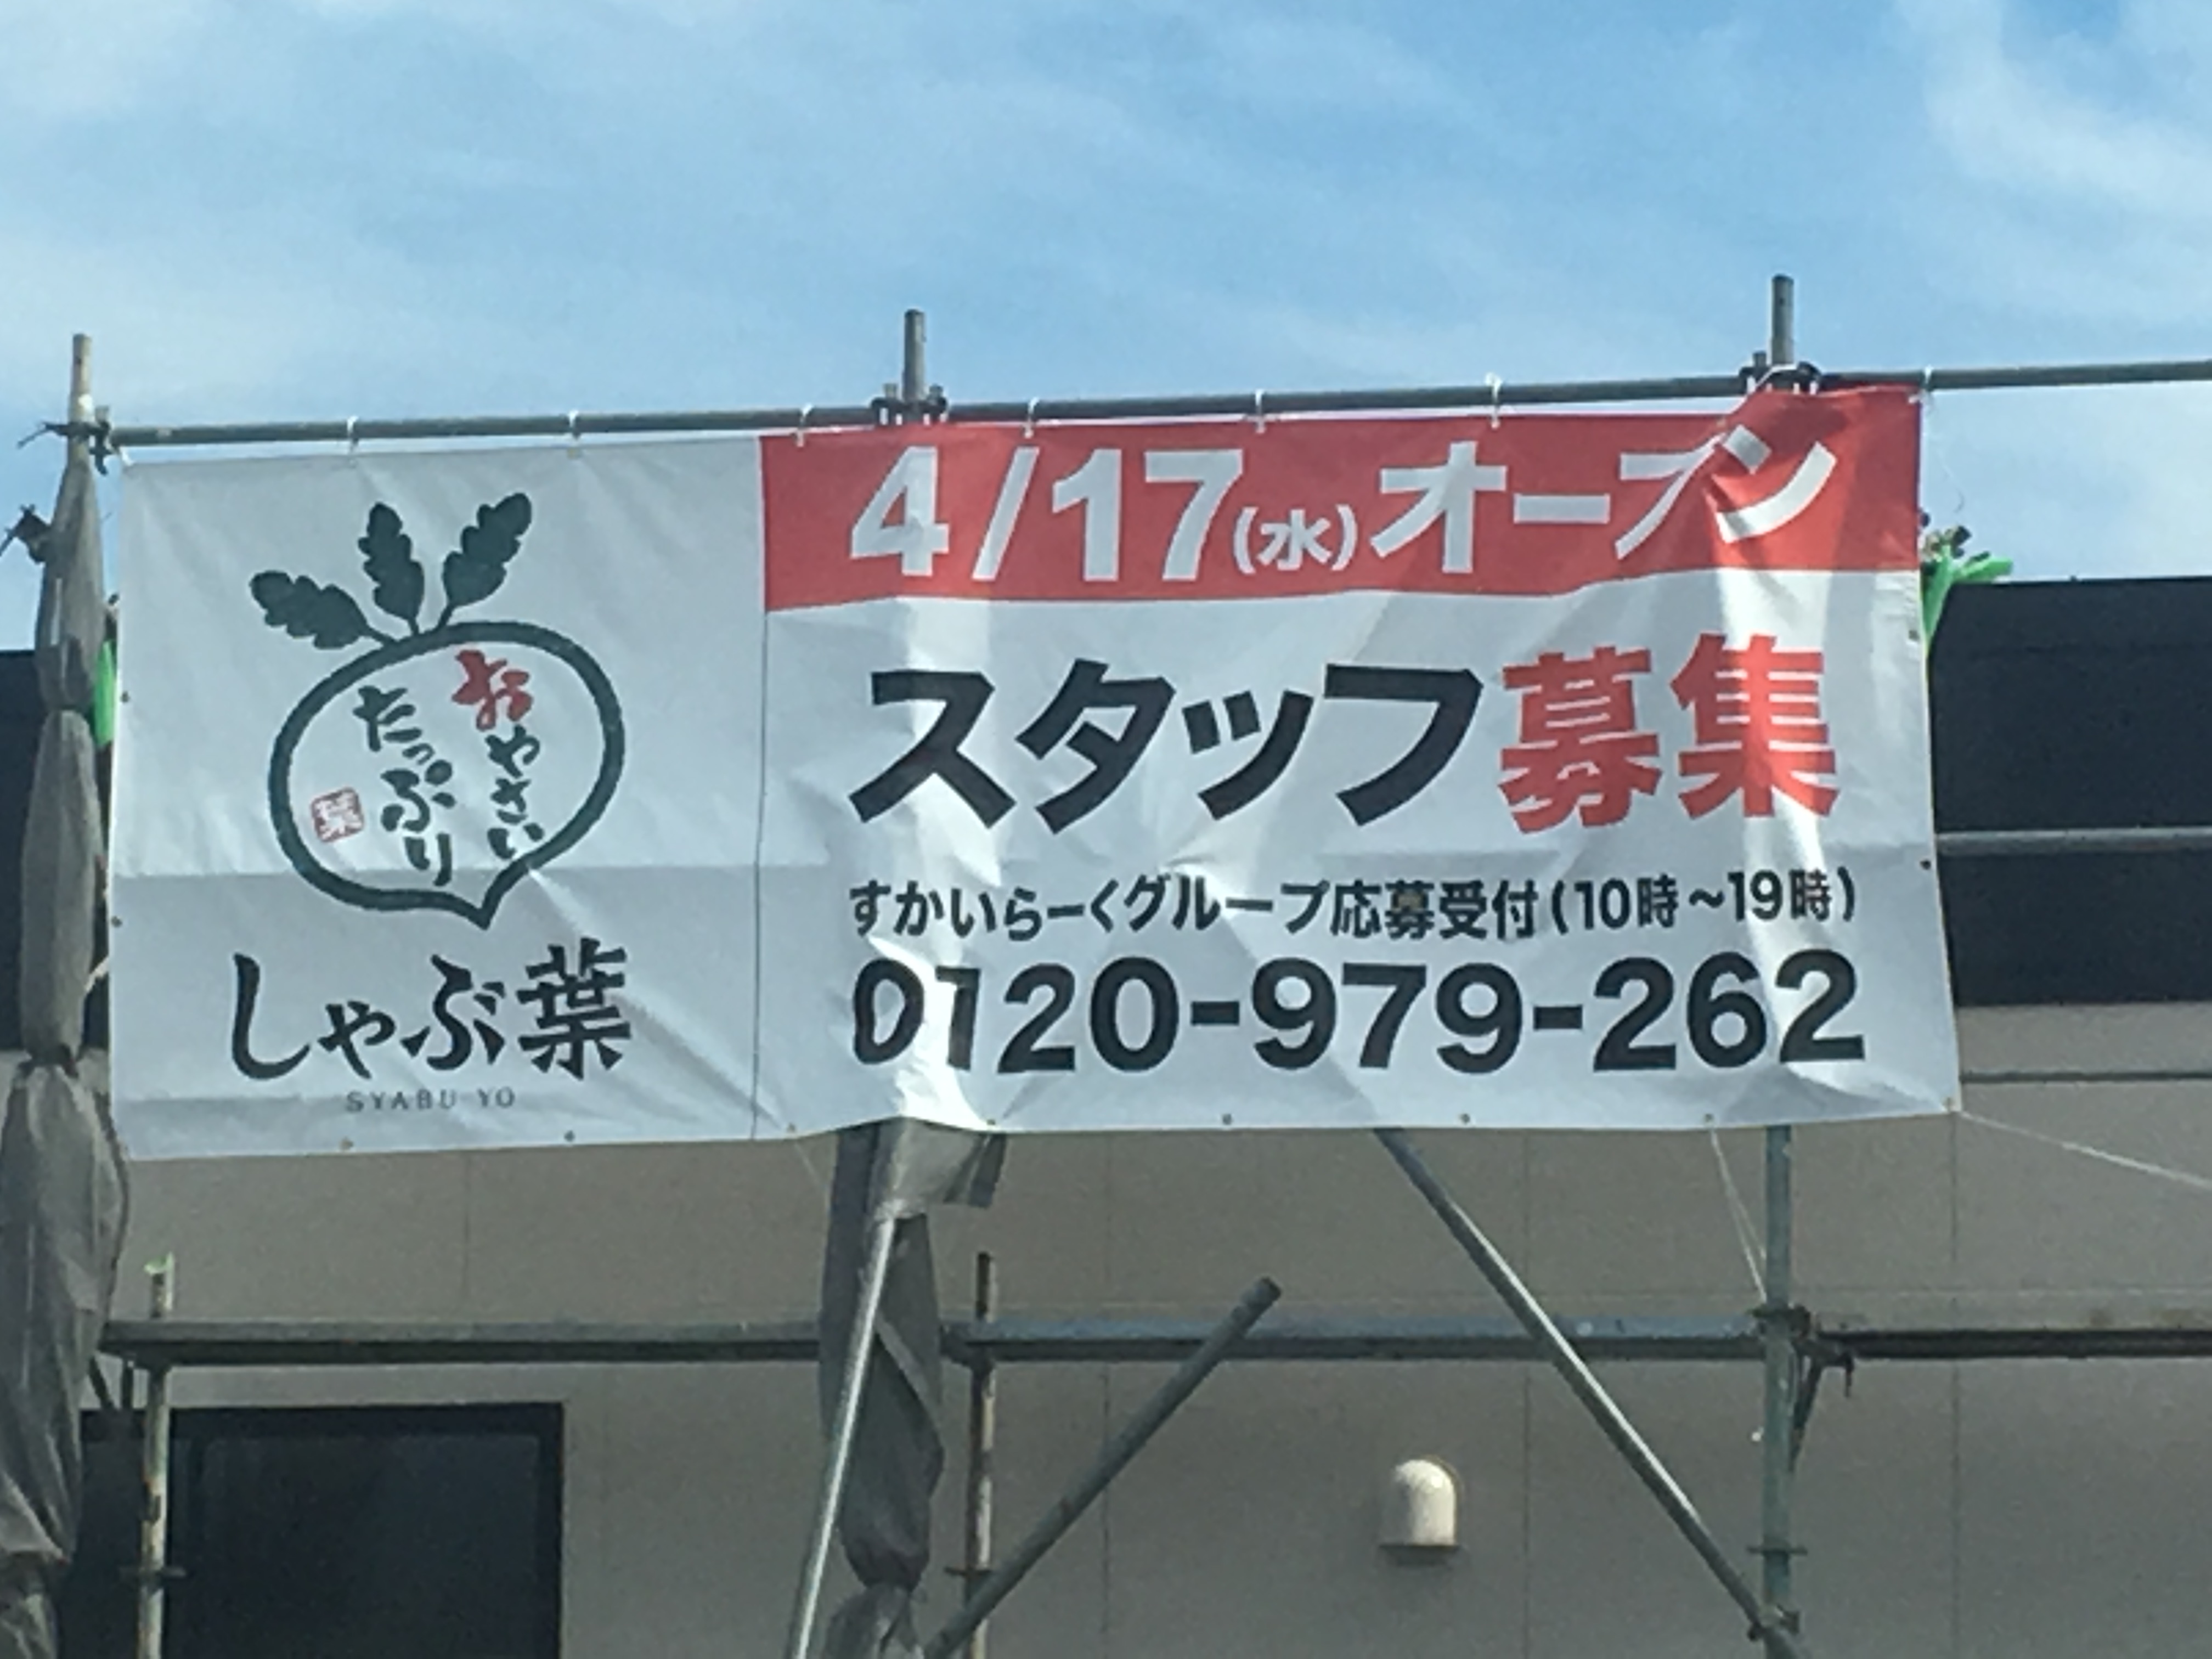 おやさい
たっぷり
葉
しゃぶ葉
SYABU YO
4/17(水)オープン
スタッフ募集
すかいらーくグループ応募受付(10時~19時)
0120-979-262